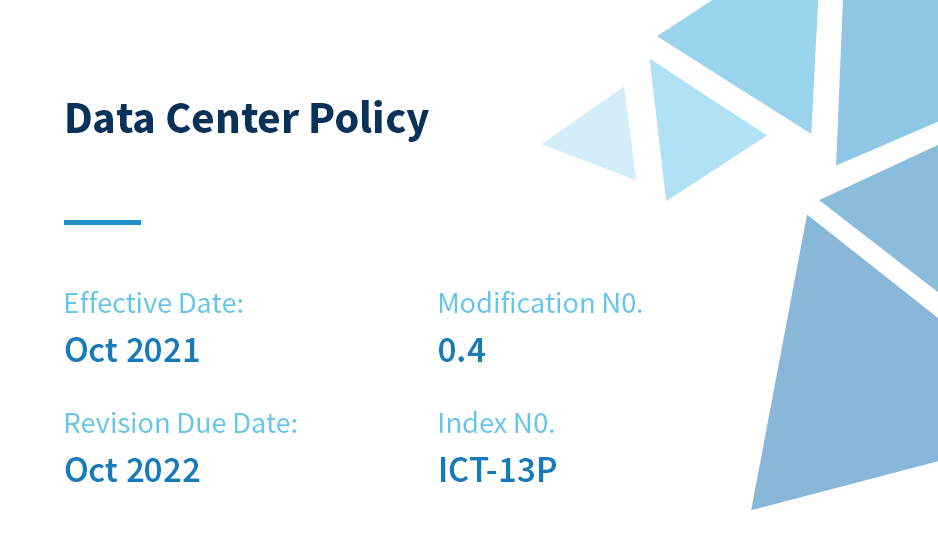 Data Center Policy
Effective Date:
Oct 2021
Modification N0.
0.4
Revision Due Date:
Oct 2022
Index N0.
ICT-13P